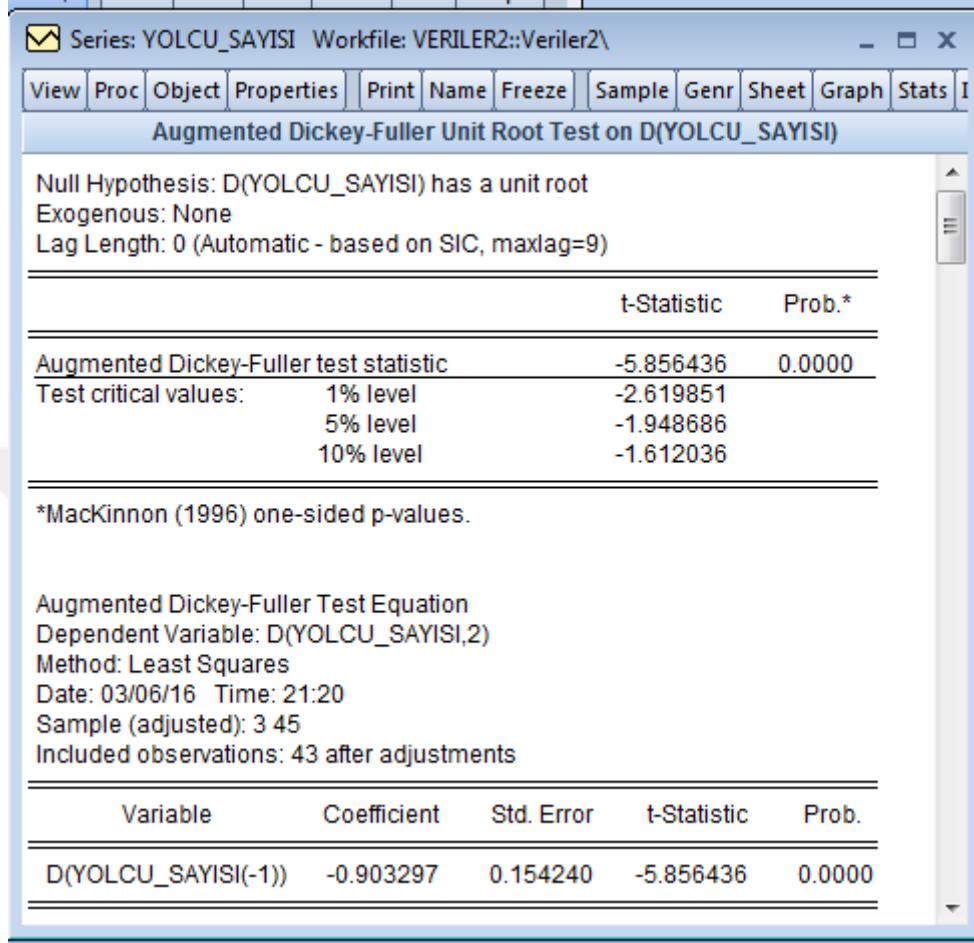 Series: YOLCU_SAYISI Workfile: VERILER2::Veriler2\
View Proc Object Properties Print Name Freeze Sample Genr Sheet Graph Stats I
Augmented Dickey-Fuller Unit Root Test on D(YOLCU_SAYISI)
Null Hypothesis: D(YOLCU_SAYISI) has a unit root
Exogenous: None
Lag Length: 0 (Automatic - based on SIC, maxlag=9)
t-Statistic Prob.*
Augmented Dickey-Fuller test statistic -5.856436 0.0000
Test critical values: 1% level -2.619851
5% level -1.948686
10% level -1.612036
*MacKinnon (1996) one-sided p-values.
Augmented Dickey-Fuller Test Equation
Dependent Variable: D(YOLCU_SAYISI,2)
Method: Least Squares
Date: 03/06/16 Time: 21:20
Sample (adjusted): 3 45
Included observations: 43 after adjustments
Variable Coefficient Std. Error t-Statistic Prob.
D(YOLCU_SAYISI(-1)) -0.903297 0.154240 -5.856436 0.0000